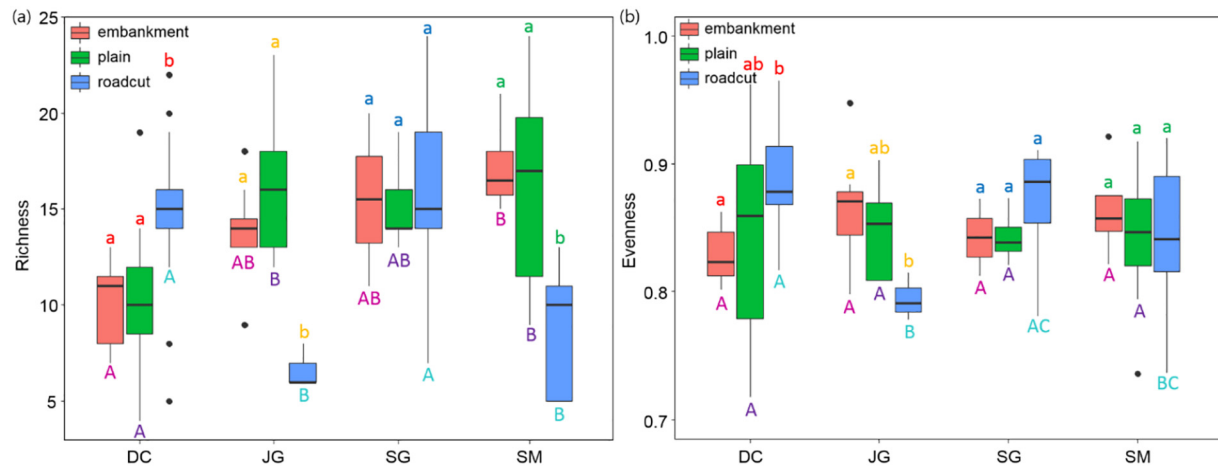 (a)
25
20
15
10
5
Richness
embankment
plain
roadcut
a
a
b
A
A
A
a
a
b
AB
B
B
a
a
a
AB
AB
A
a
a
b
B
B
B
DC
JG
SG
SM
(b)
1.0
0.9
0.8
0.7
Evenness
embankment
plain
roadcut
a
ab
b
A
A
A
a
ab
b
A
A
B
a
a
a
A
A
AC
a
a
a
A
A
BC
DC
JG
SG
SM